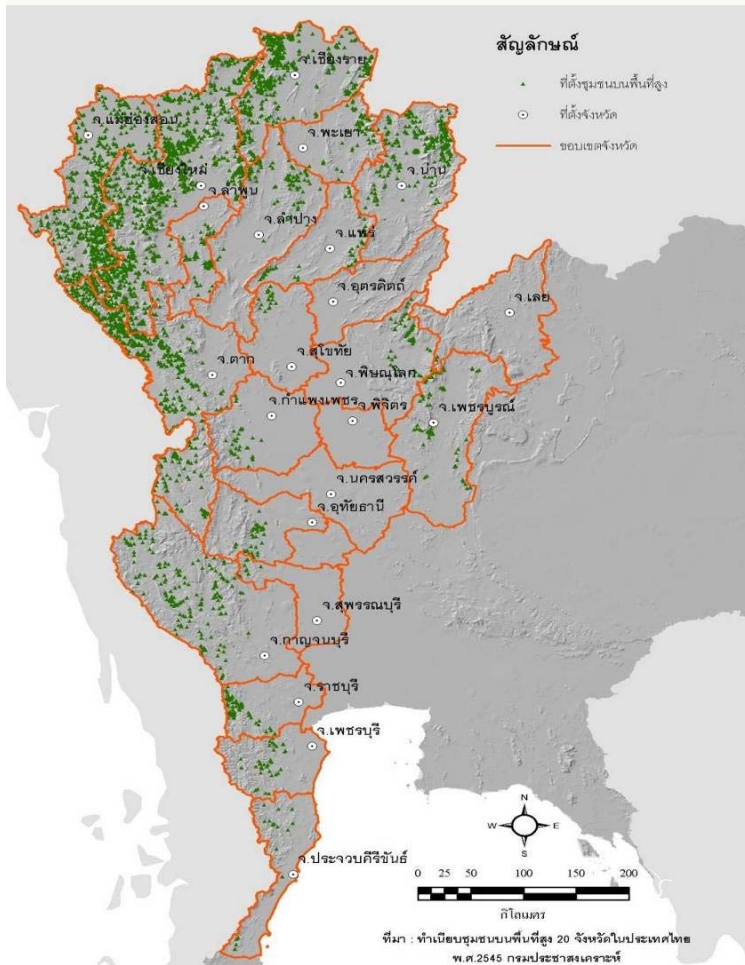 สัญลักษณ์
ที่ตั้งชุมชนบนพื้นที่สูง
ที่ตั้งจังหวัด
ขอบเขตจังหวัด
จ.เชียงราย
จ.แม่ฮ่องสอน
จ.พะเยา
จ.เชียงใหม่
จ.น่าน
จ.ลำพูน
จ.ลำปาง
จ.แพร่
จ.อุตรดิตถ์
จ.เลย
จ.สุโขทัย
จ.ตาก
จ.พิษณุโลก
จ.กำแพงเพชร
จ.พิจิตร
จ.เพชรบูรณ์
จ.นครสวรรค์
จ.อุทัยธานี
จ.สุพรรณบุรี
จ.กาญจนบุรี
จ.ราชบุรี
จ.เพชรบุรี
จ.ประจวบคีรีขันธ์
N
W E
S
0 25 50 100 150 200
กิโลเมตร
ที่มา : ทำเนียบชุมชนบนพื้นที่สูง 20 จังหวัดในประเทศไทย
พ.ศ.2545 กรมประชาสงเคราะห์